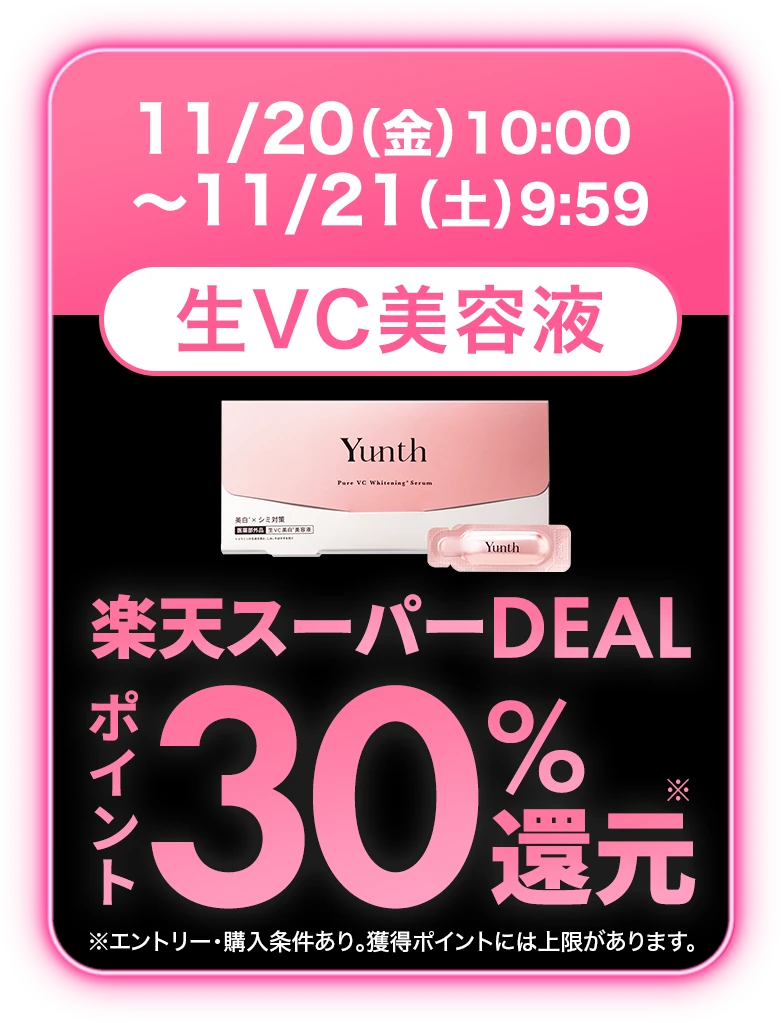 11/20(金)10:00
〜11/21(土)9:59
生VC美容液
Yunth
Pure VC Whitening*Serum
美白*×シミ対策
医薬部外品 生VC美白*美容液
Yunth
楽天スーパーDEAL
ポイント30%還元※
※エントリー・購入条件あり。獲得ポイントには上限があります。